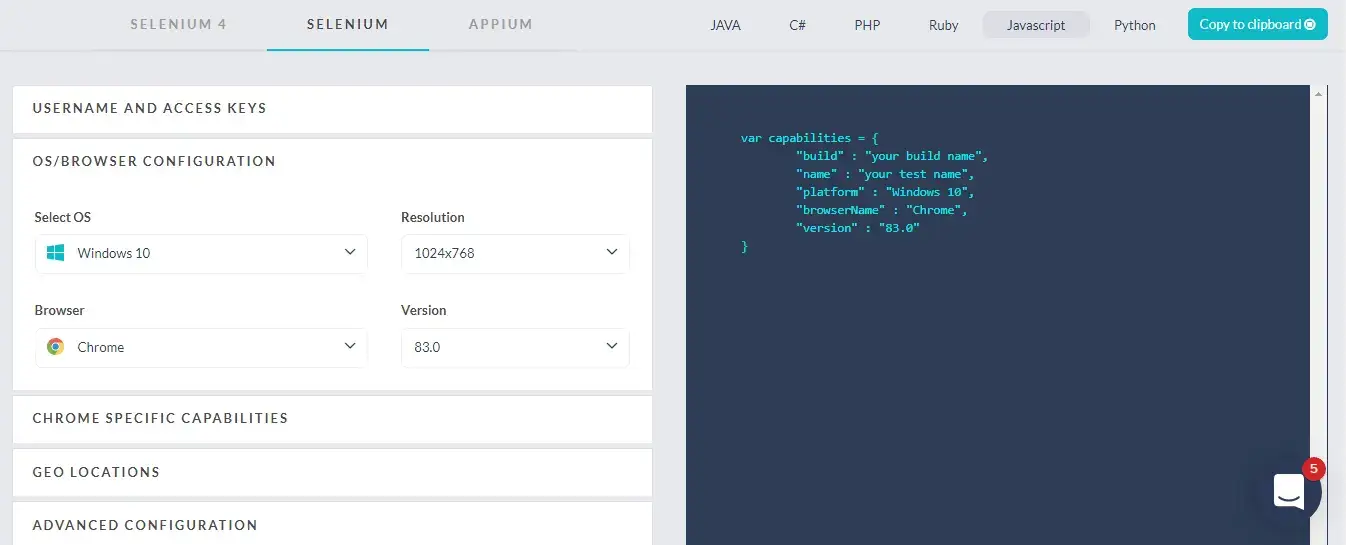 SELENIUM 4 SELENIUM APPIUM JAVA C# PHP Ruby Javascript Python Copy to clipboard
USERNAME AND ACCESS KEYS
OS/BROWSER CONFIGURATION
Select OS Resolution
Windows 10 1024x768
Browser Version
Chrome 83.0
CHROME SPECIFIC CAPABILITIES
GEO LOCATIONS
ADVANCED CONFIGURATION
var capabilities = {
"build" : "your build name",
"name" : "your test name",
"platform" : "Windows 10",
"browserName" : "Chrome",
"version" : "83.0"
}
5